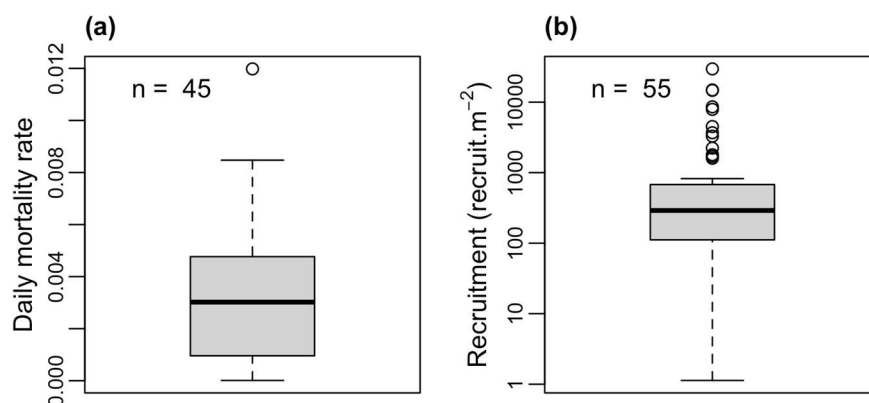 (a)
n = 45
Daily mortality rate
0.012
0.008
0.004
0.000
(b)
n = 55
Recruitment (recruit.m⁻²)
10000
1000
100
10
1